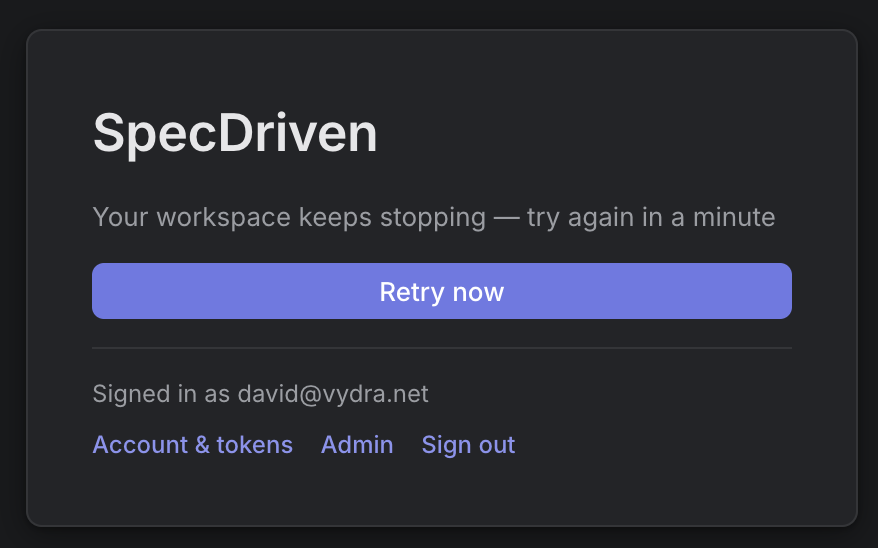 SpecDriven
Your workspace keeps stopping — try again in a minute
Retry now
Signed in as david@vydra.net
Account & tokens Admin Sign out